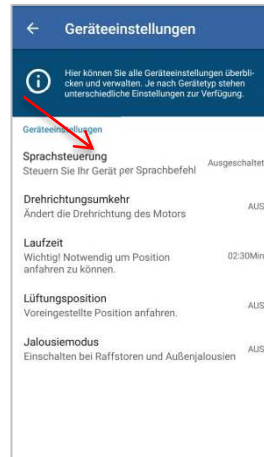 Geräteeinstellungen
Hier können Sie alle Geräteeinstellungen überbli-
cken und verwalten. Je nach Gerätetyp stehen
unterschiedliche Einstellungen zur Verfügung.
Geräteeinstellungen
Sprachsteuerung
Steuern Sie Ihr Gerät per Sprachbefehl
Ausgeschaltet
Drehrichtungsumkehr
Ändert die Drehrichtung des Motors
AUS
Laufzeit
Wichtig! Notwendig um Position
anfahren zu können.
02:30Min
Lüftungsposition
Voreingestellte Position anfahren.
AUS
Jalousiemodus
Einschalten bei Raffstoren und Außenjalousien
AUS